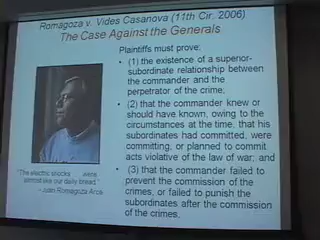 Romagoza v. Vides Casanova (11th Cir. 2006)
The Case Against the Generals
Plaintiffs must prove:
• (1) the existence of a superior-
subordinate relationship between
the commander and the
perpetrator of the crime;
• (2) that the commander knew or
should have known, owing to the
circumstances at the time, that his
subordinates had committed, were
committing, or planned to commit
acts violative of the law of war; and
• (3) that the commander failed to
prevent the commission of the
crimes, or failed to punish the
subordinates after the commission
of the crimes.
"The electric shocks were
almost like our daily bread."
- Juan Romagoza Arce